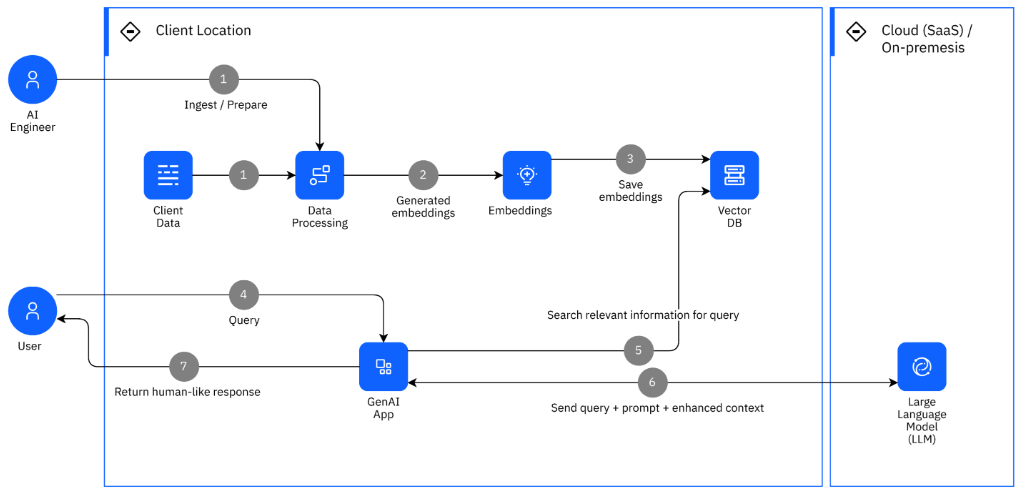 Client Location
Cloud (SaaS) /
On-premesis
1
Ingest / Prepare
AI
Engineer
1
2
3
Generated
embeddings
Save
embeddings
Client
Data
Data
Processing
Embeddings
Vector
DB
4
Query
User
Search relevant information for query
5
7
6
Return human-like response
GenAI
App
Send query + prompt + enhanced context
Large
Language
Model
(LLM)